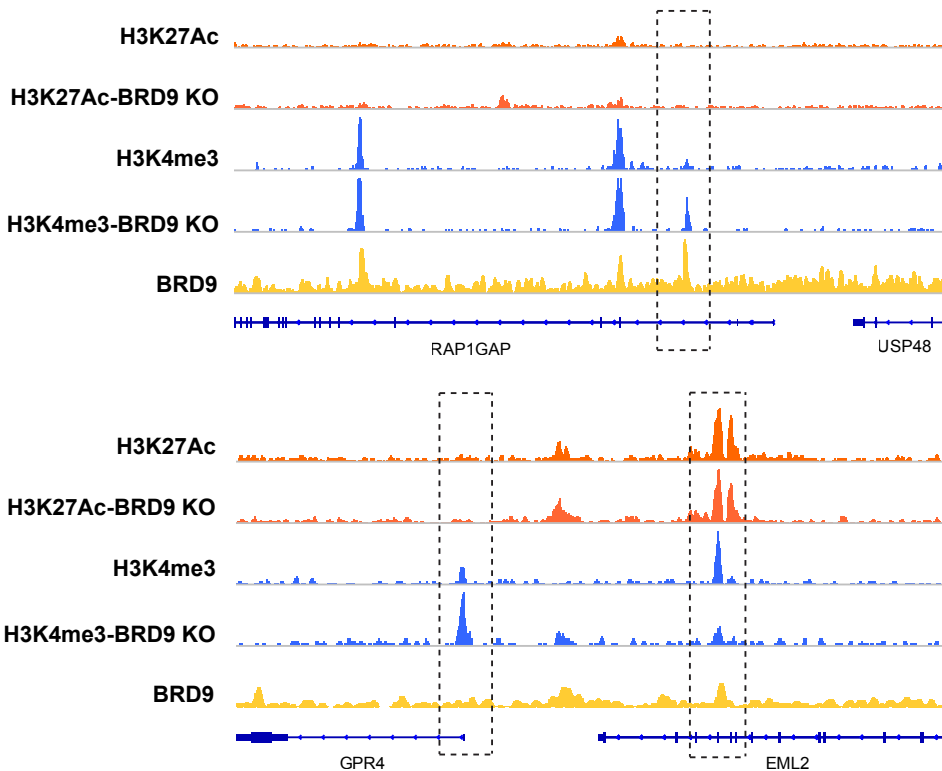 H3K27Ac
H3K27Ac-BRD9 KO
H3K4me3
H3K4me3-BRD9 KO
BRD9
RAP1GAP
USP48
H3K27Ac
H3K27Ac-BRD9 KO
H3K4me3
H3K4me3-BRD9 KO
BRD9
GPR4
EML2